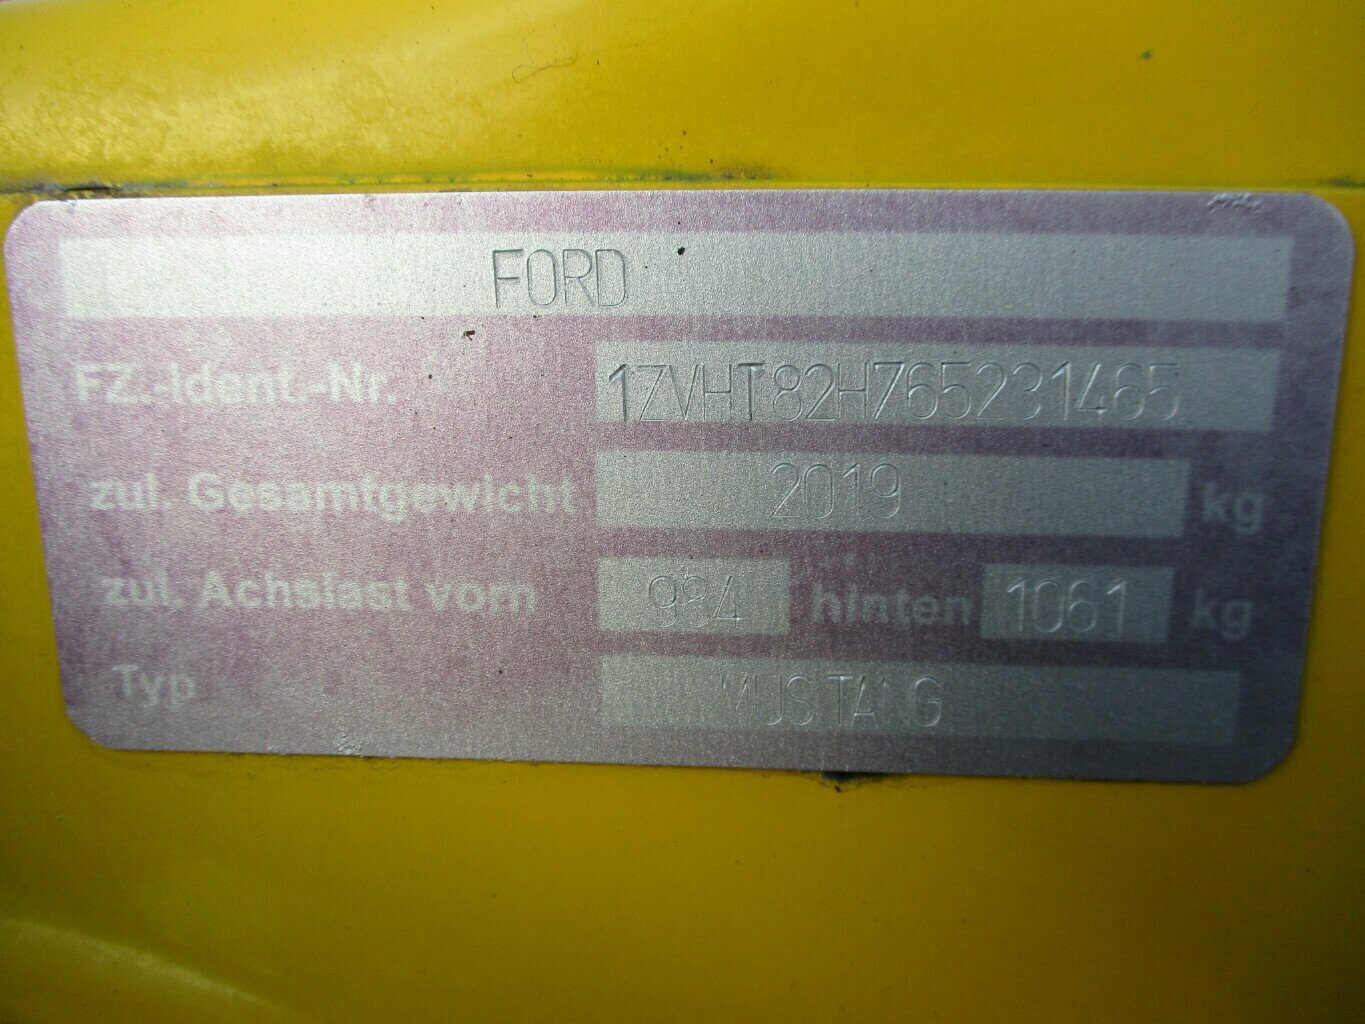 FORD
FZ.-Ident.-Nr. 1ZVHT82H765231465
zul. Gesamtgewicht 2019 kg
zul. Achslast vorn 984 hinten 1061 kg
Typ MUSTANG